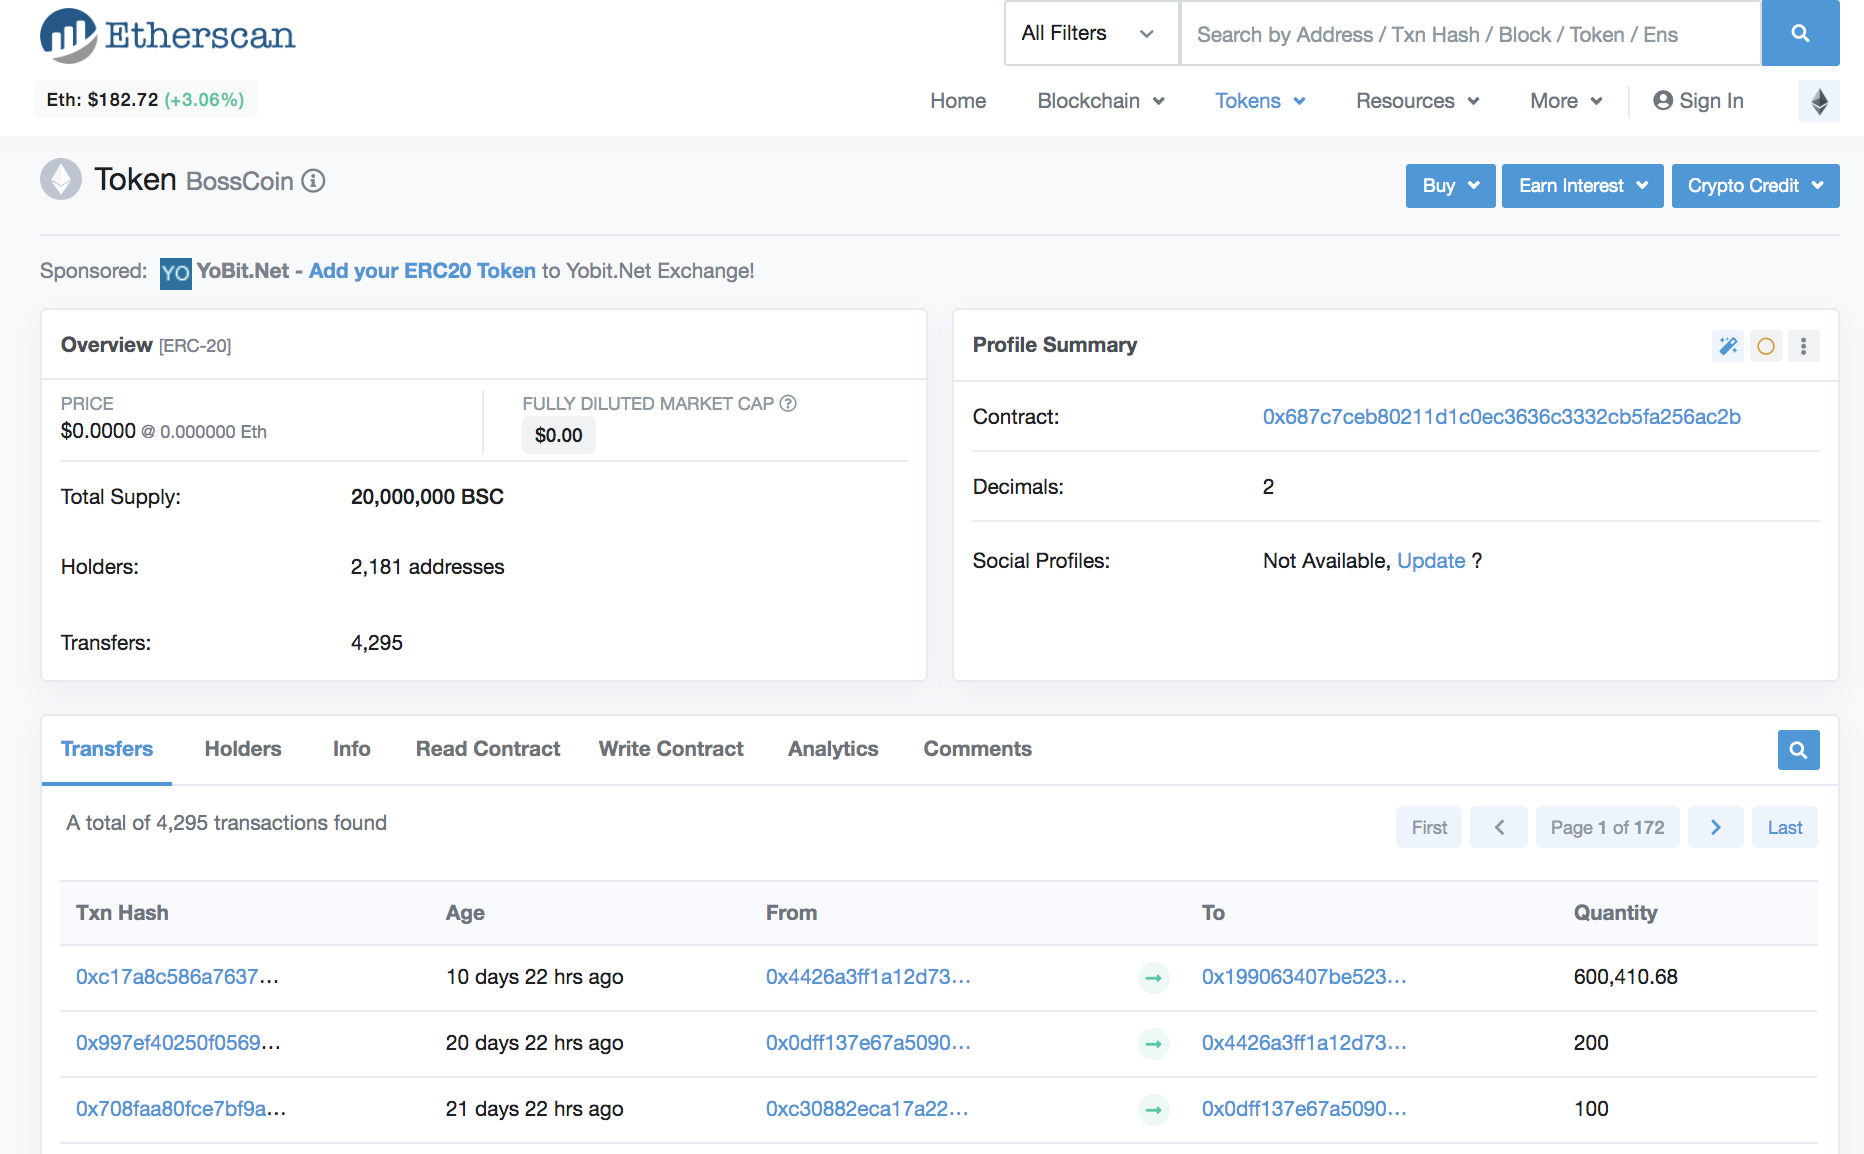 Etherscan
All Filters
Search by Address / Txn Hash / Block / Token / Ens
Eth: $182.72 (+3.06%)
Home Blockchain Tokens Resources More Sign In
Token BossCoin
Buy Earn Interest Crypto Credit
Sponsored: YO YoBit.Net - Add your ERC20 Token to Yobit.Net Exchange!
Overview [ERC-20]
PRICE
$0.0000 @ 0.000000 Eth
FULLY DILUTED MARKET CAP
$0.00
Total Supply: 20,000,000 BSC
Holders: 2,181 addresses
Transfers: 4,295
Profile Summary
Contract: 0x687c7ceb80211d1c0ec3636c3332cb5fa256ac2b
Decimals: 2
Social Profiles: Not Available, Update ?
Transfers Holders Info Read Contract Write Contract Analytics Comments
A total of 4,295 transactions found
First Page 1 of 172 Last
Txn Hash Age From To Quantity
0xc17a8c586a7637... 10 days 22 hrs ago 0x4426a3ff1a12d73... 0x199063407be523... 600,410.68
0x997ef40250f0569... 20 days 22 hrs ago 0x0dff137e67a5090... 0x4426a3ff1a12d73... 200
0x708faa80fce7bf9a... 21 days 22 hrs ago 0xc30882eca17a22... 0x0dff137e67a5090... 100